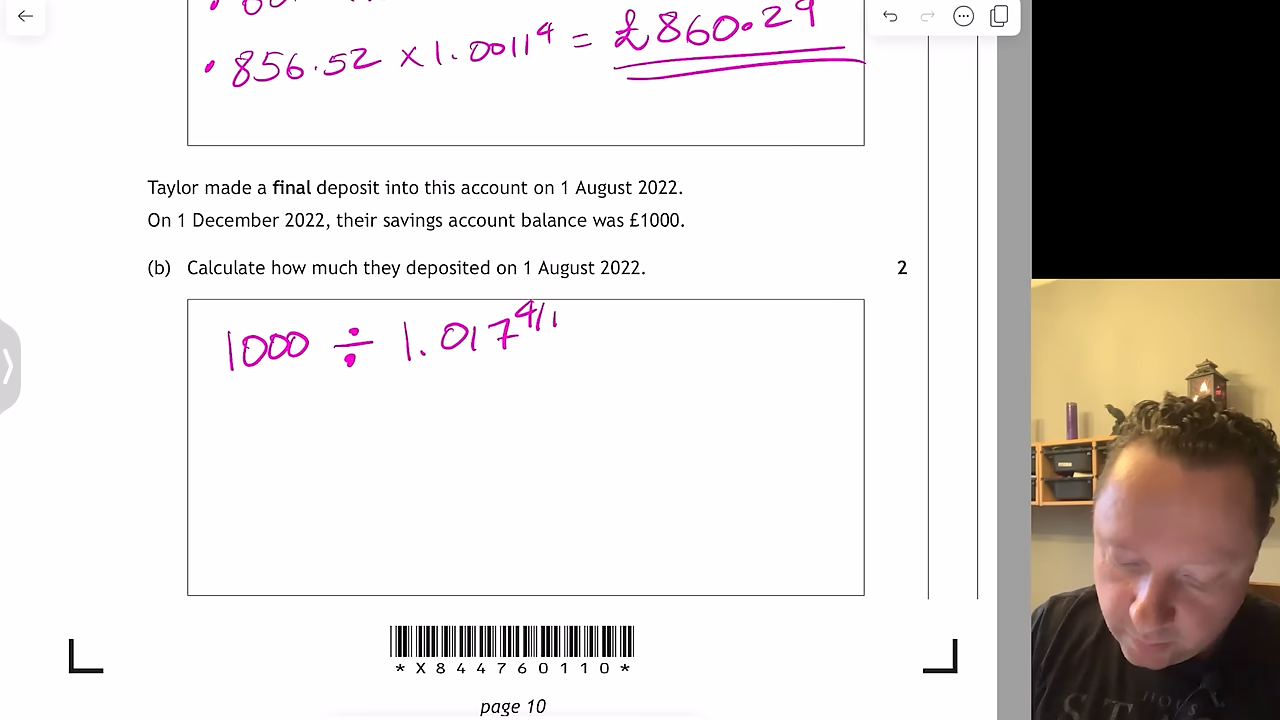 • 856.52 × 1.0011⁴ = £860.29
Taylor made a final deposit into this account on 1 August 2022.
On 1 December 2022, their savings account balance was £1000.
(b) Calculate how much they deposited on 1 August 2022. 2
1000 ÷ 1.017⁴/¹
*X844760110*
page 10